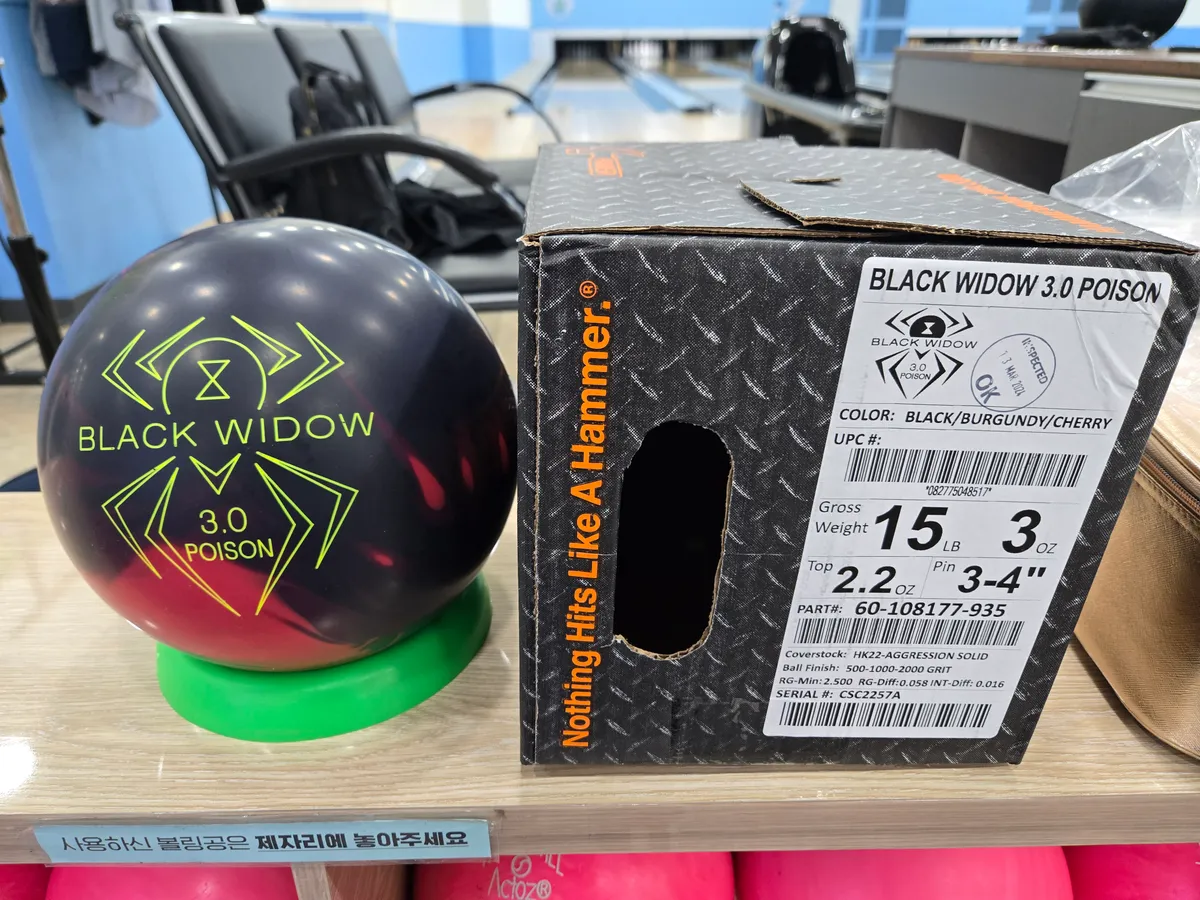 BLACK WIDOW
3.0
POISON
Nothing Hits Like A Hammer.®
BLACK WIDOW 3.0 POISON
BLACK WIDOW
3.0
POISON
INSPECTED
13 MAR 2024
OK
COLOR: BLACK/BURGUNDY/CHERRY
UPC #:
*082775048517*
Gross Weight 15 LB 3 OZ
Top 2.2 OZ Pin 3-4"
PART#: 60-108177-935
Coverstock: HK22-AGGRESSION SOLID
Ball Finish: 500-1000-2000 GRIT
RG-Min:2.500 RG-Diff:0.058 INT-Diff: 0.016
SERIAL #: CSC2257A
사용하신 볼링공은 제자리에 놓아주세요
Actoz®